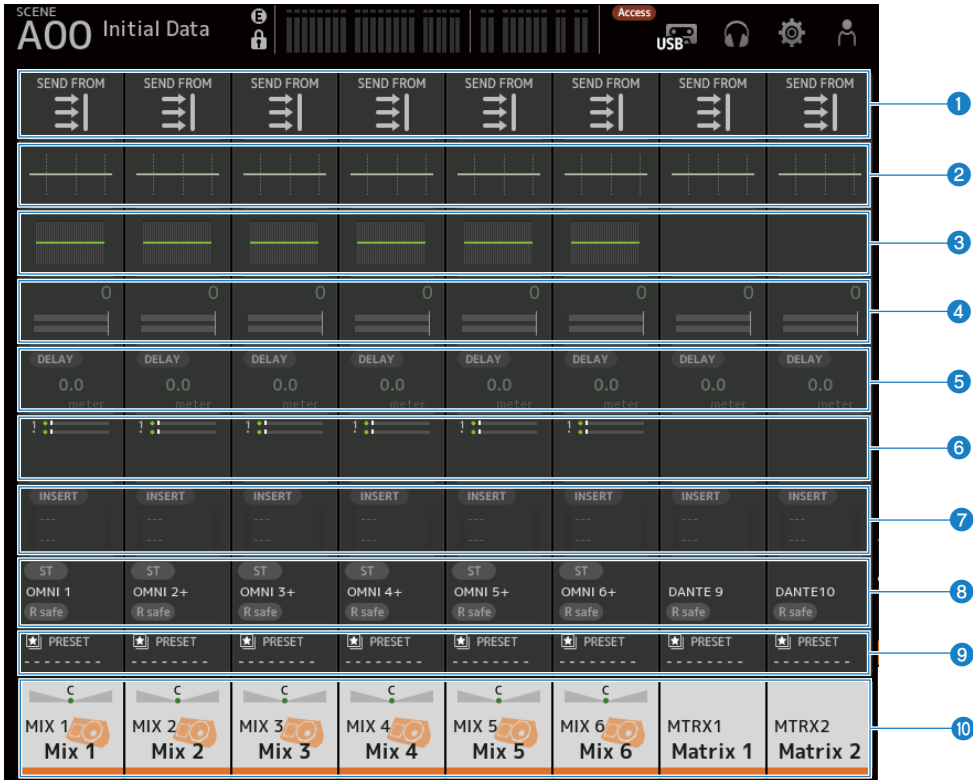 SCENE
A00 Initial Data
E
Access
USB
SEND FROM SEND FROM SEND FROM SEND FROM SEND FROM SEND FROM SEND FROM SEND FROM
1
2
3
0 0 0 0 0 0 0 0
4
DELAY DELAY DELAY DELAY DELAY DELAY DELAY DELAY
0.0 0.0 0.0 0.0 0.0 0.0 0.0 0.0
meter meter meter meter meter meter meter meter
5
1 1 1 1 1 1
6
INSERT INSERT INSERT INSERT INSERT INSERT INSERT INSERT
--- --- --- --- --- --- --- ---
--- --- --- --- --- --- --- ---
7
ST ST ST ST ST ST
OMNI 1 OMNI 2+ OMNI 3+ OMNI 4+ OMNI 5+ OMNI 6+ DANTE 9 DANTE10
R safe R safe R safe R safe R safe R safe R safe R safe
8
PRESET PRESET PRESET PRESET PRESET PRESET PRESET PRESET
-------- -------- -------- -------- -------- -------- -------- --------
9
C C C C C C
MIX 1 MIX 2 MIX 3 MIX 4 MIX 5 MIX 6 MTRX1 MTRX2
Mix 1 Mix 2 Mix 3 Mix 4 Mix 5 Mix 6 Matrix 1 Matrix 2
10